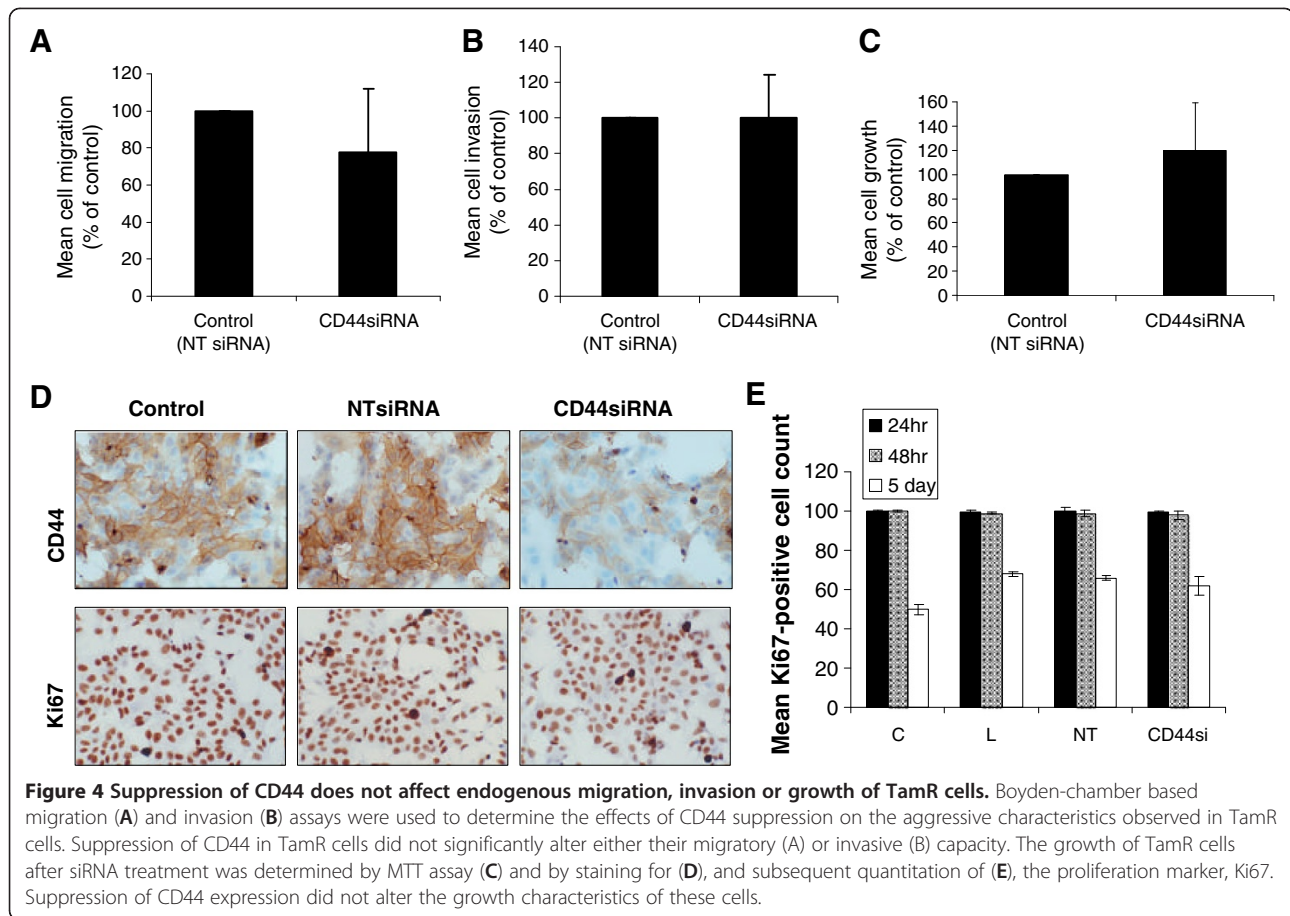 A
Mean cell migration
(% of control)
120
100
80
60
40
20
0
Control
(NT siRNA)
CD44siRNA
B
Mean cell invasion
(% of control)
140
120
100
80
60
40
20
0
Control
(NT siRNA)
CD44siRNA
C
Mean cell growth
(% of control)
160
140
120
100
80
60
40
20
0
Control
(NT siRNA)
CD44siRNA
D
Control
NTsiRNA
CD44siRNA
CD44
Ki67
E
24hr
48hr
5 day
Mean Ki67-positive cell count
120
100
80
60
40
20
0
C
L
NT
CD44si
Figure 4 Suppression of CD44 does not affect endogenous migration, invasion or growth of TamR cells. Boyden-chamber based
migration (A) and invasion (B) assays were used to determine the effects of CD44 suppression on the aggressive characteristics observed in TamR
cells. Suppression of CD44 in TamR cells did not significantly alter either their migratory (A) or invasive (B) capacity. The growth of TamR cells
after siRNA treatment was determined by MTT assay (C) and by staining for (D), and subsequent quantitation of (E), the proliferation marker, Ki67.
Suppression of CD44 expression did not alter the growth characteristics of these cells.